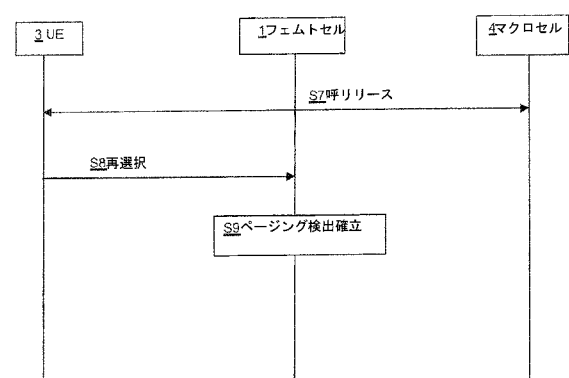 3 UE
1フェムトセル
4マクロセル
S7呼リリース
S8再選択
S9ページング検出確立